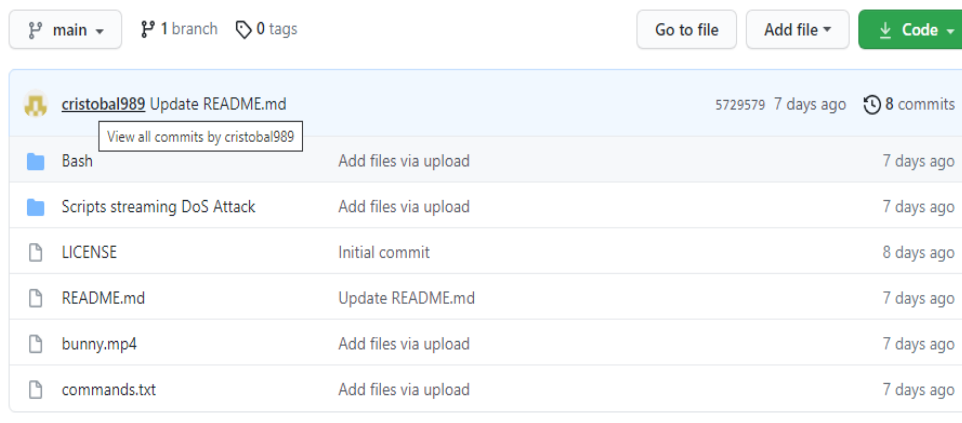 main 1 branch 0 tags Go to file Add file Code
cristobal989 Update README.md 5729579 7 days ago 8 commits
View all commits by cristobal989
Bash Add files via upload 7 days ago
Scripts streaming DoS Attack Add files via upload 7 days ago
LICENSE Initial commit 8 days ago
README.md Update README.md 7 days ago
bunny.mp4 Add files via upload 7 days ago
commands.txt Add files via upload 7 days ago